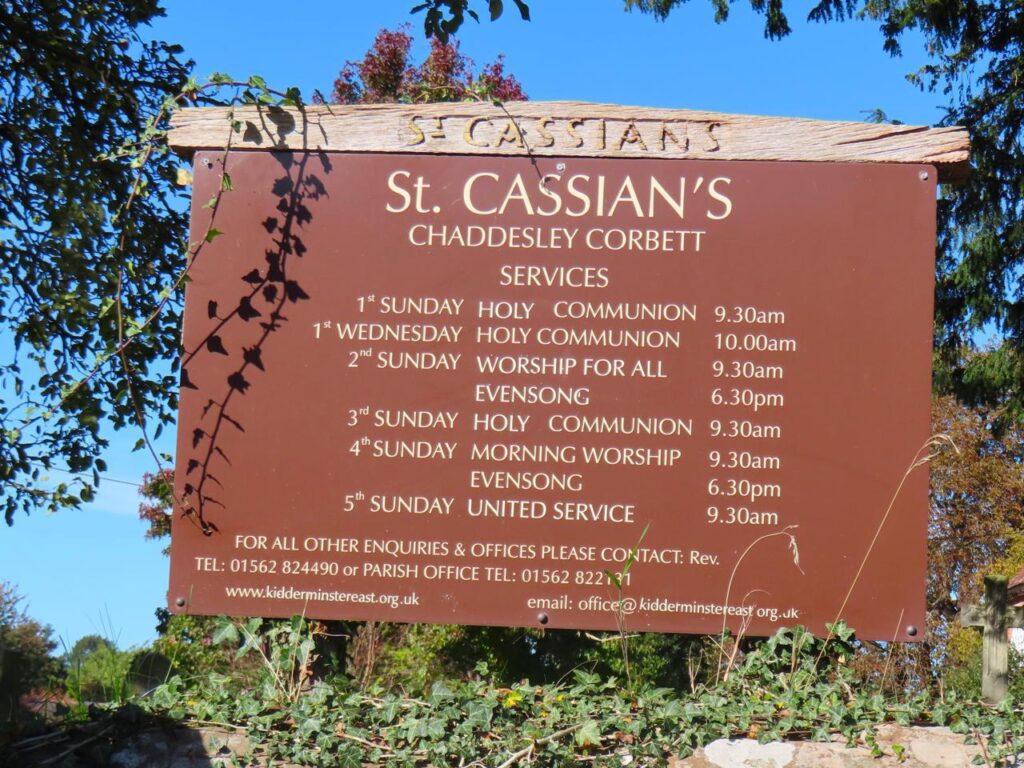 St CASSIANS
St. CASSIAN'S
CHADDESLEY CORBETT
SERVICES
1st SUNDAY HOLY COMMUNION 9.30am
1st WEDNESDAY HOLY COMMUNION 10.00am
2nd SUNDAY WORSHIP FOR ALL 9.30am
EVENSONG 6.30pm
3rd SUNDAY HOLY COMMUNION 9.30am
4th SUNDAY MORNING WORSHIP 9.30am
EVENSONG 6.30pm
5th SUNDAY UNITED SERVICE 9.30am
FOR ALL OTHER ENQUIRIES & OFFICES PLEASE CONTACT: Rev.
TEL: 01562 824490 or PARISH OFFICE TEL: 01562
www.kidderminstereast.org.uk email: office@kidderminstereast.org.uk